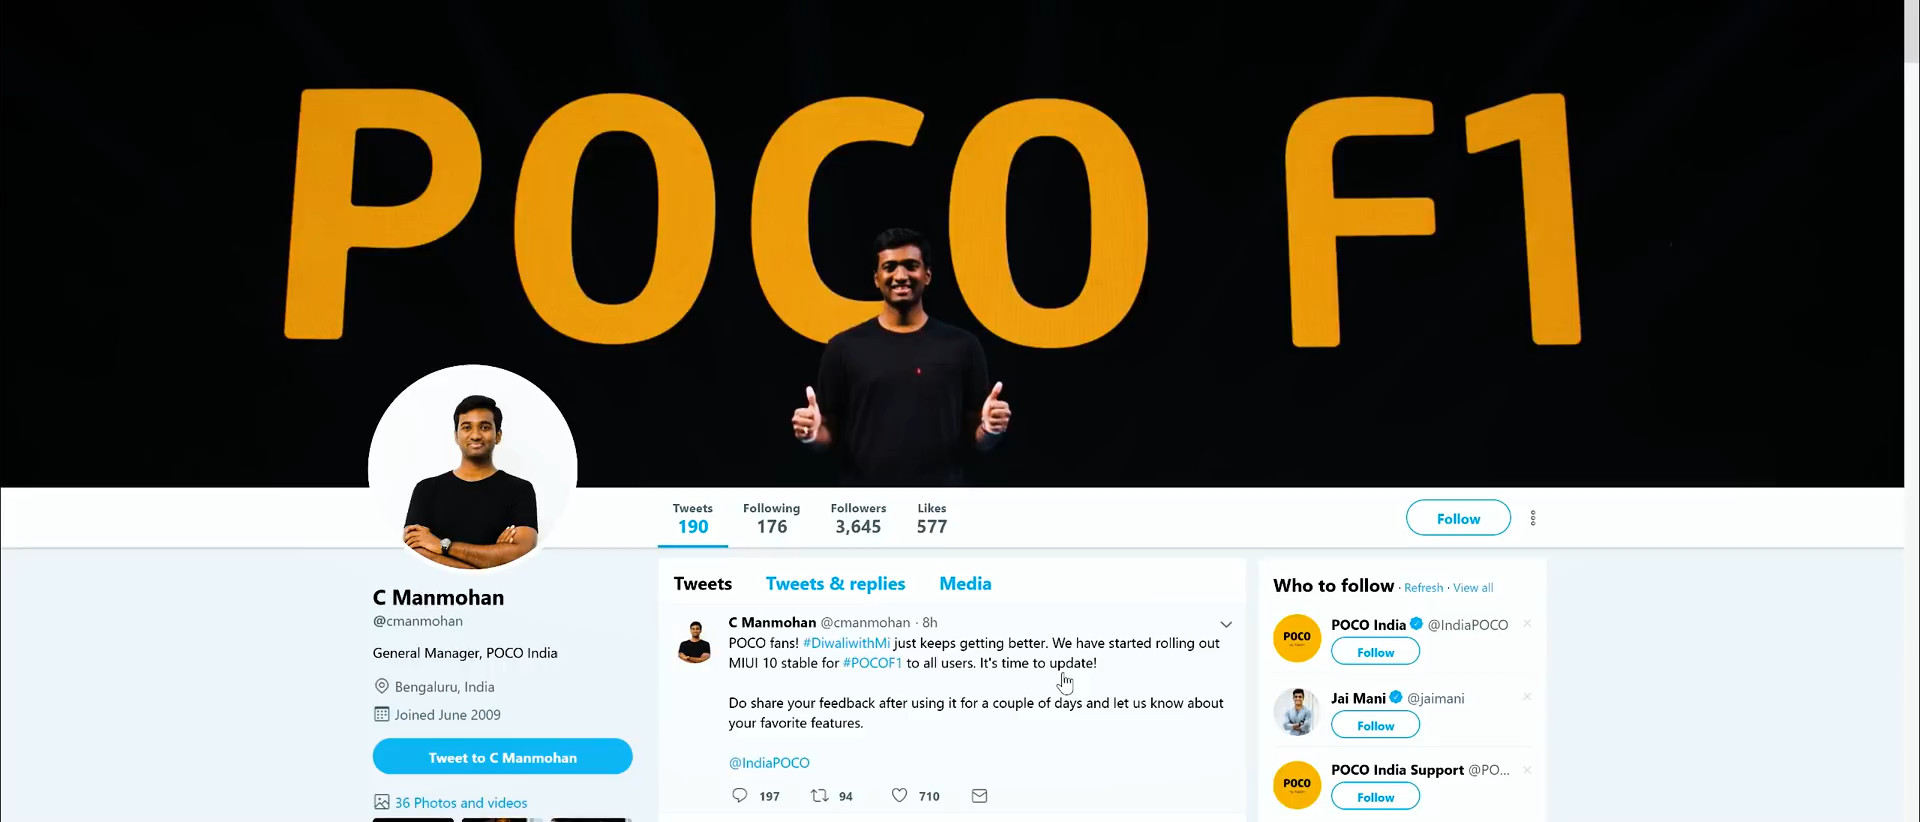 POCO F1
Tweets
190
Following
176
Followers
3,645
Likes
577
Follow
C Manmohan
@cmanmohan
General Manager, POCO India
Bengaluru, India
Joined June 2009
Tweet to C Manmohan
36 Photos and videos
Tweets Tweets & replies Media
C Manmohan @cmanmohan · 8h
POCO fans! #DiwaliwithMi just keeps getting better. We have started rolling out
MIUI 10 stable for #POCOF1 to all users. It's time to update!
Do share your feedback after using it for a couple of days and let us know about
your favorite features.
@IndiaPOCO
197 94 710
Who to follow · Refresh · View all
POCO
POCO India @IndiaPOCO
Follow
Jai Mani @jaimani
Follow
POCO
POCO India Support @PO...
Follow